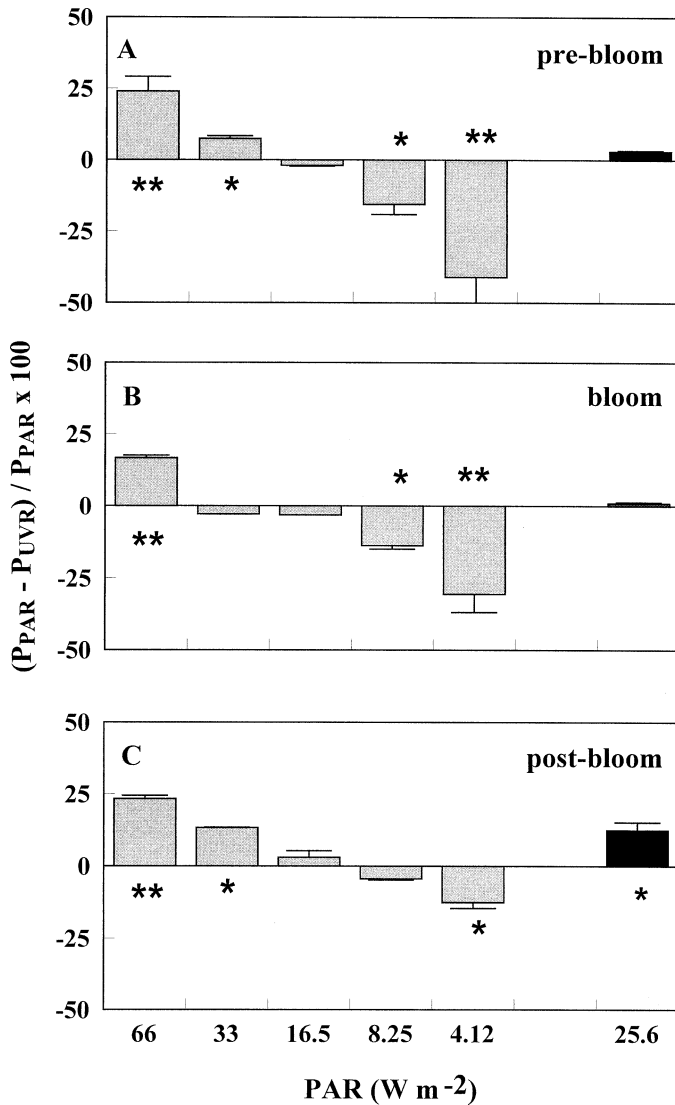 50
A
pre-bloom
25
* **
0
** *
-25
-50
(PPAR - PUVR) / PPAR x 100
50
B
bloom
25
* **
0
**
-25
-50
50
C
post-bloom
25
0
** * * *
-25
-50
66 33 16.5 8.25 4.12 25.6
PAR (W m-2)